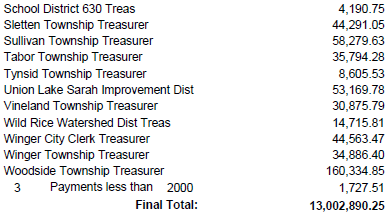 School District 630 Treas 4,190.75
Sletten Township Treasurer 44,291.05
Sullivan Township Treasurer 58,279.63
Tabor Township Treasurer 35,794.28
Tynsid Township Treasurer 8,605.53
Union Lake Sarah Improvement Dist 53,169.78
Vineland Township Treasurer 30,875.79
Wild Rice Watershed Dist Treas 14,715.81
Winger City Clerk Treasurer 44,563.47
Winger Township Treasurer 34,886.40
Woodside Township Treasurer 160,334.85
3 Payments less than 2000 1,727.51
Final Total: 13,002,890.25